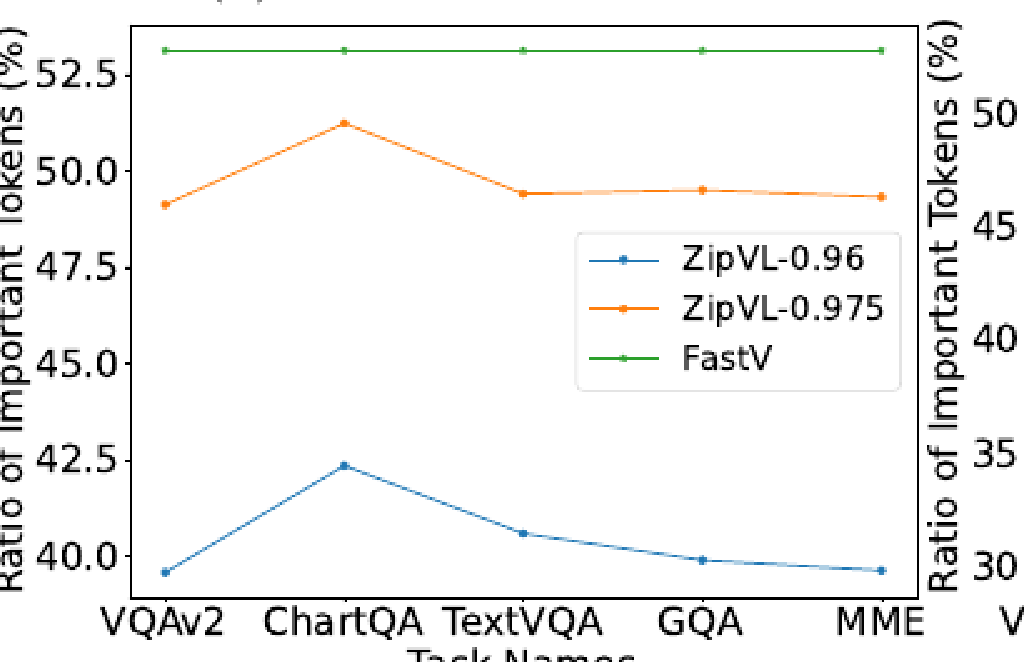 Ratio of Important Tokens (%)
52.5
50.0
47.5
45.0
42.5
40.0
ZipVL-0.96
ZipVL-0.975
FastV
VQAv2 ChartQA TextVQA GQA MME
Task Names
Ratio of Important Tokens (%)
50
45
40
35
30
V